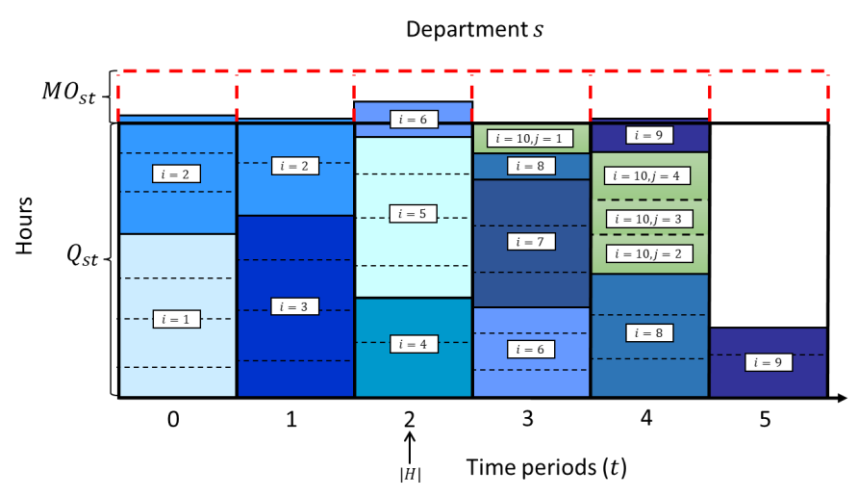 Department s
MO_st
i = 6
i = 10, j = 1
i = 9
i = 2
i = 2
i = 8
i = 10, j = 4
i = 5
i = 10, j = 3
i = 7
Hours
Q_st
i = 10, j = 2
i = 3
i = 1
i = 8
i = 4
i = 6
i = 9
0 1 2 3 4 5
|H|
Time periods (t)